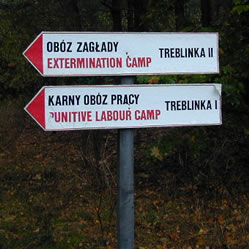 OBÓZ ZAGŁADY TREBLINKA II
EXTERMINATION CAMP
KARNY OBÓZ PRACY TREBLINKA I
PUNITIVE LABOUR CAMP